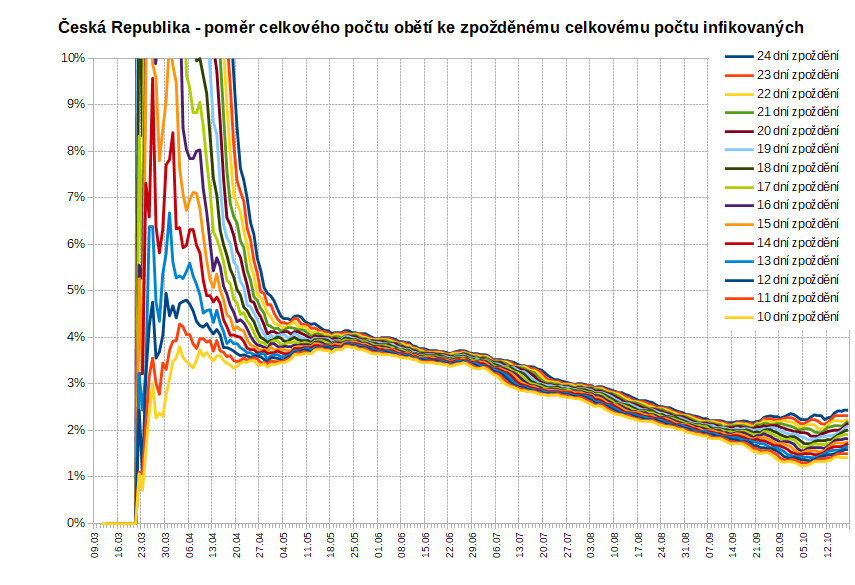 Česká Republika - poměr celkového počtu obětí ke zpožděnému celkovému počtu infikovaných
10%
9%
8%
7%
6%
5%
4%
3%
2%
1%
0%
24 dní zpoždění
23 dní zpoždění
22 dní zpoždění
21 dní zpoždění
20 dní zpoždění
19 dní zpoždění
18 dní zpoždění
17 dní zpoždění
16 dní zpoždění
15 dní zpoždění
14 dní zpoždění
13 dní zpoždění
12 dní zpoždění
11 dní zpoždění
10 dní zpoždění
09.03
16.03
23.03
30.03
06.04
13.04
20.04
27.04
04.05
11.05
18.05
25.05
01.06
08.06
15.06
22.06
29.06
06.07
13.07
20.07
27.07
03.08
10.08
17.08
24.08
31.08
07.09
14.09
21.09
28.09
05.10
12.10